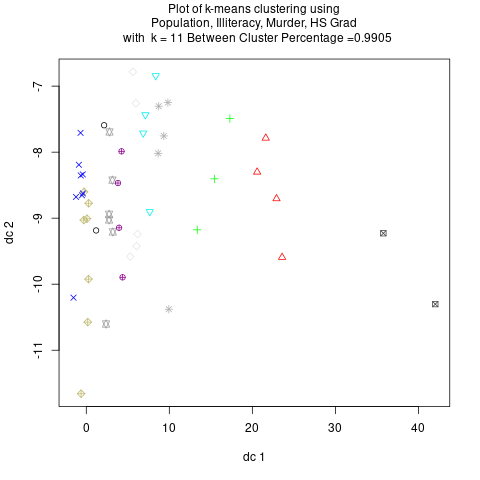 Plot of k-means clustering using
Population, Illiteracy, Murder, HS Grad
with k = 11 Between Cluster Percentage =0.9905
dc 2
-7
-8
-9
-10
-11
0 10 20 30 40
dc 1